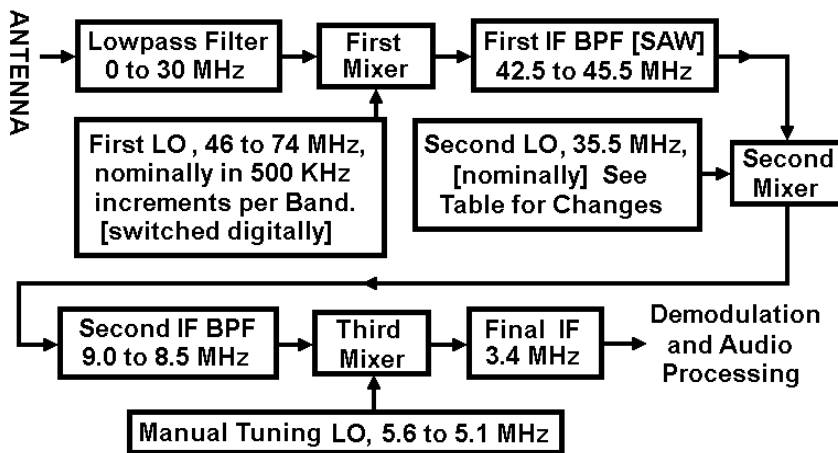 ANTENNA
Lowpass Filter
0 to 30 MHz
First
Mixer
First IF BPF [SAW]
42.5 to 45.5 MHz
First LO , 46 to 74 MHz,
nominally in 500 KHz
increments per Band.
[switched digitally]
Second LO, 35.5 MHz,
[nominally] See
Table for Changes
Second
Mixer
Second IF BPF
9.0 to 8.5 MHz
Third
Mixer
Final IF
3.4 MHz
Demodulation
and Audio
Processing
Manual Tuning LO, 5.6 to 5.1 MHz